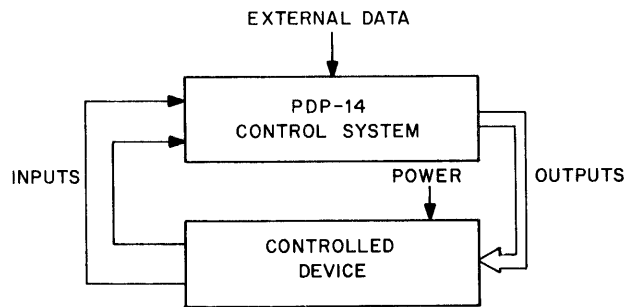 EXTERNAL DATA
PDP-14
CONTROL SYSTEM
INPUTS
POWER
OUTPUTS
CONTROLLED
DEVICE